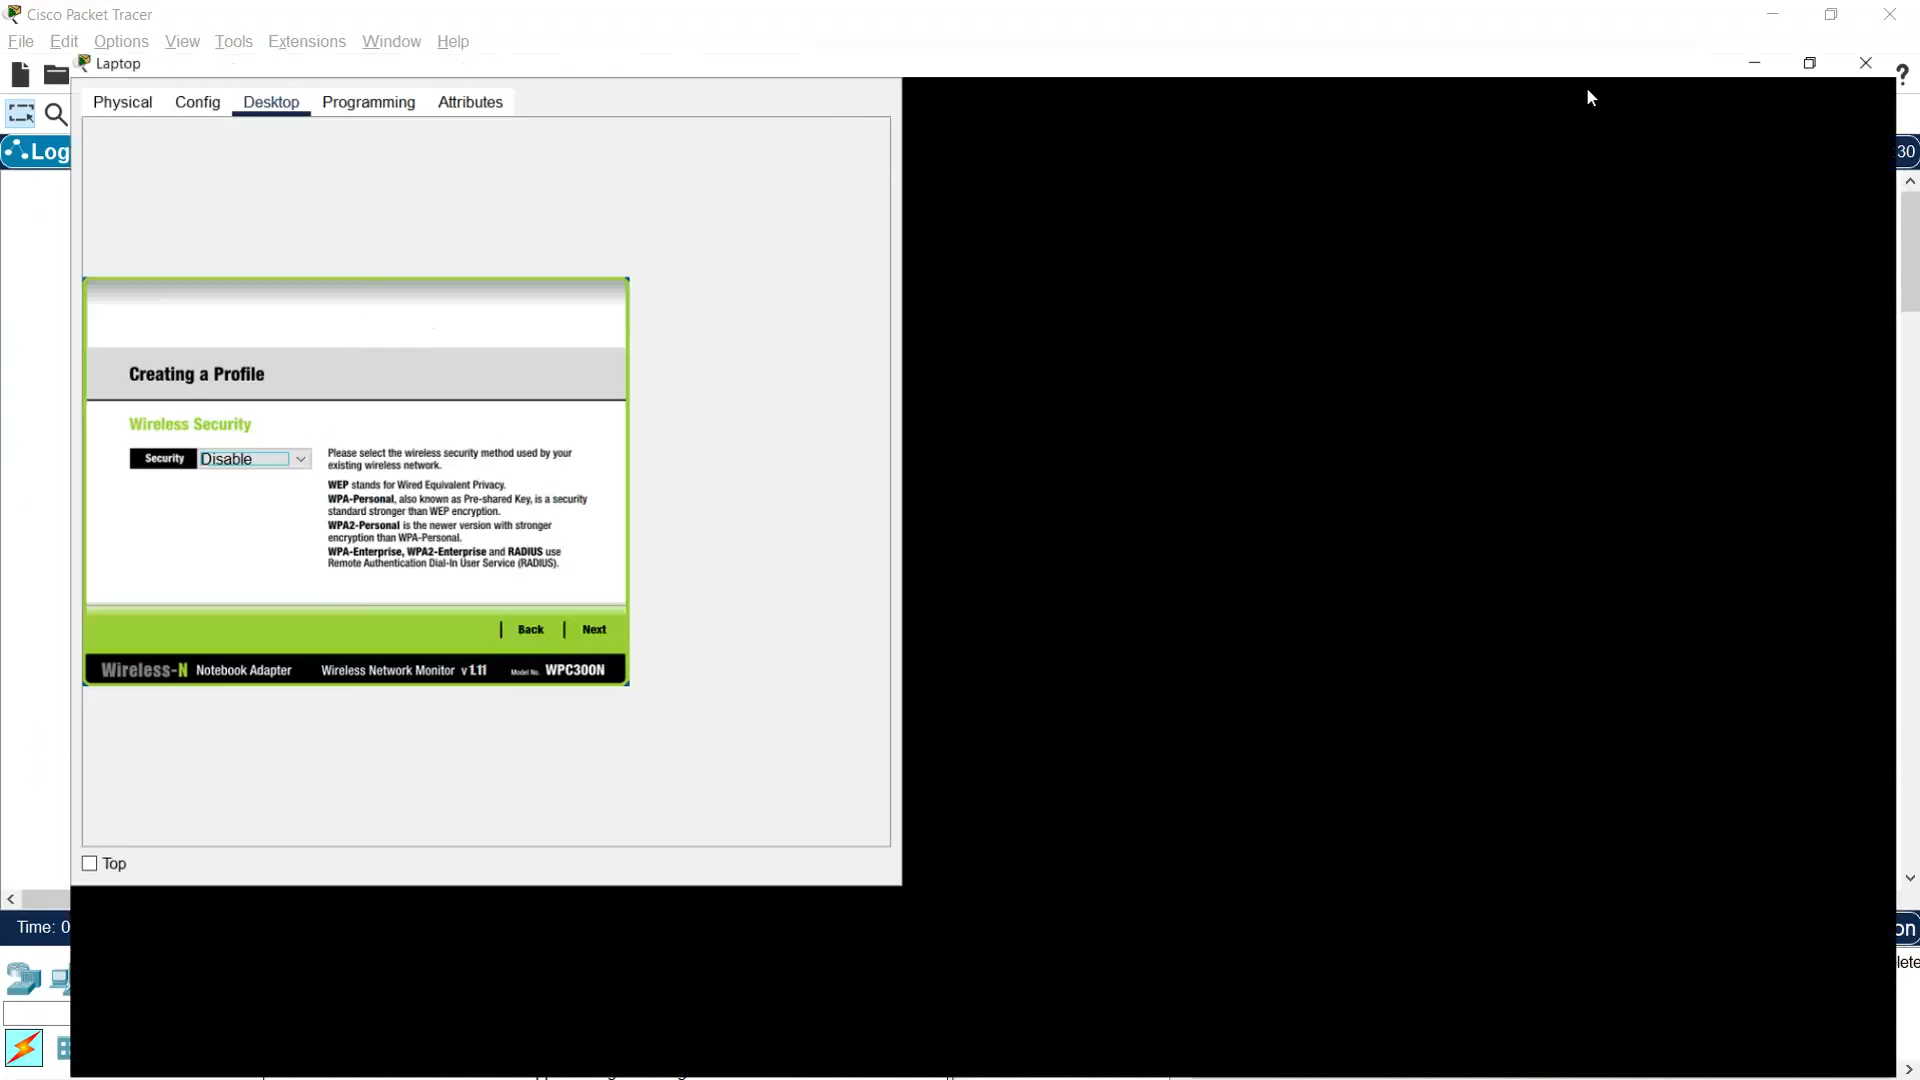 Cisco Packet Tracer
File Edit Options View Tools Extensions Window Help
Laptop
?
Physical Config Desktop Programming Attributes
Log
30
Creating a Profile
Wireless Security
Security Disable
Please select the wireless security method used by your
existing wireless network.
WEP stands for Wired Equivalent Privacy.
WPA-Personal, also known as Pre-shared Key, is a security
standard stronger than WEP encryption.
WPA2-Personal is the newer version with stronger
encryption than WPA-Personal.
WPA-Enterprise, WPA2-Enterprise and RADIUS use
Remote Authentication Dial-In User Service (RADIUS).
Back Next
Wireless-N Notebook Adapter Wireless Network Monitor v1.11 Model No. WPC300N
Top
Time: 0
on
lete